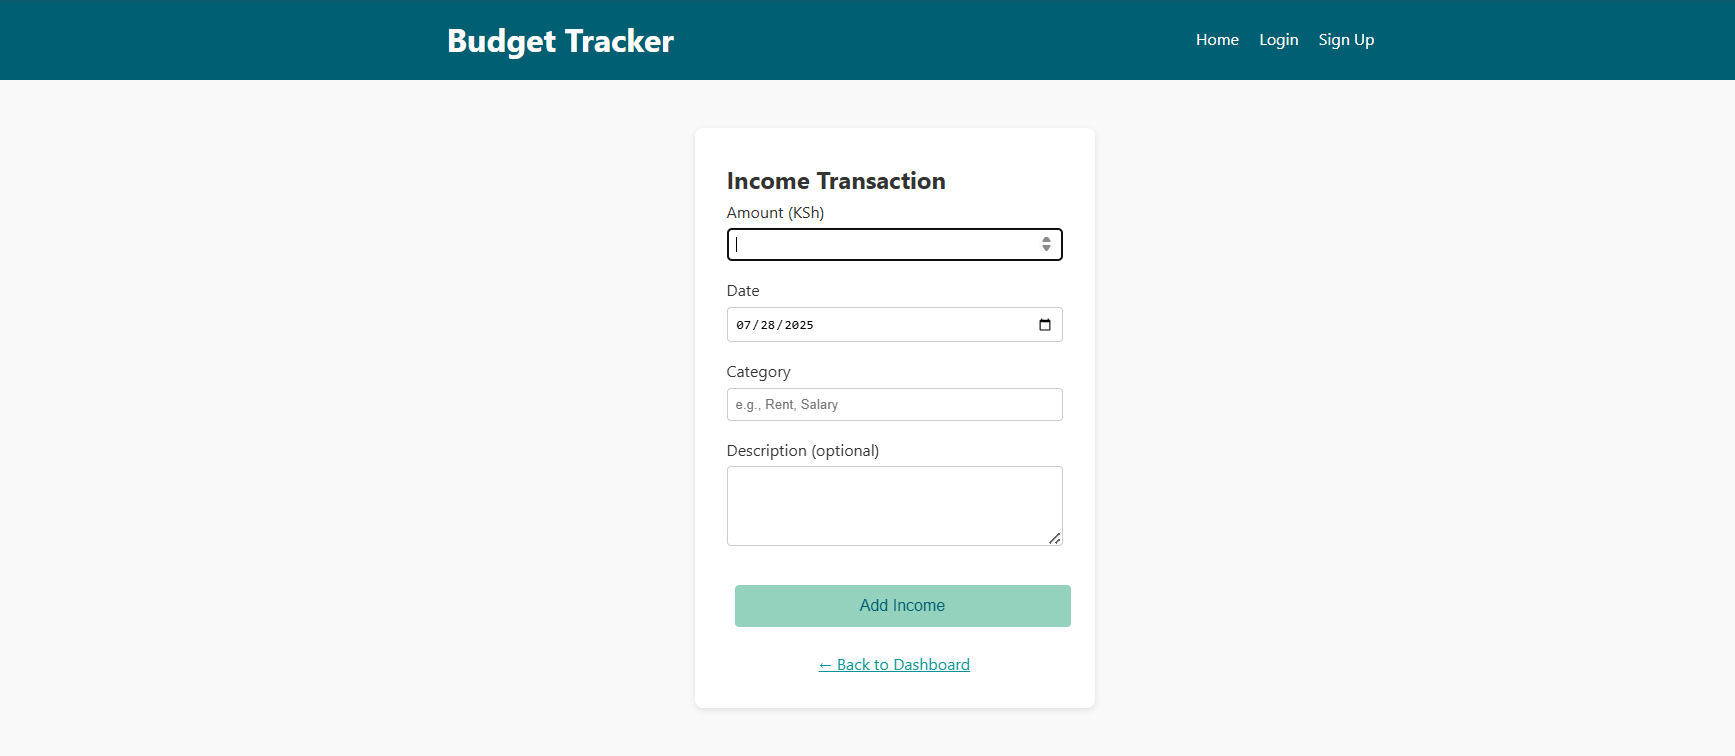 Budget Tracker
Home Login Sign Up
Income Transaction
Amount (KSh)
Date
07/28/2025
Category
e.g., Rent, Salary
Description (optional)
Add Income
← Back to Dashboard